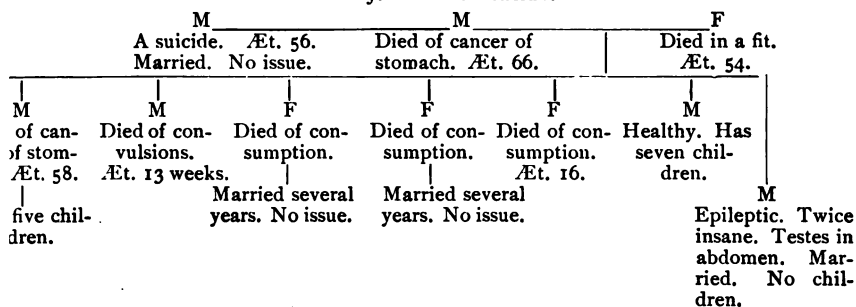 M M F
A suicide. Æt. 56. Died of cancer of Died in a fit.
Married. No issue. stomach. Æt. 66. Æt. 54.
M M F F F M
of can- Died of con- Died of con- Died of con- Died of con- Healthy. Has
of stom- vulsions. sumption. sumption. sumption. seven chil-
Æt. 58. Æt. 13 weeks. Æt. 16. dren.
Married several Married several M
five chil- years. No issue. years. No issue. Epileptic. Twice
dren. insane. Testes in
abdomen. Mar-
ried. No chil-
dren.